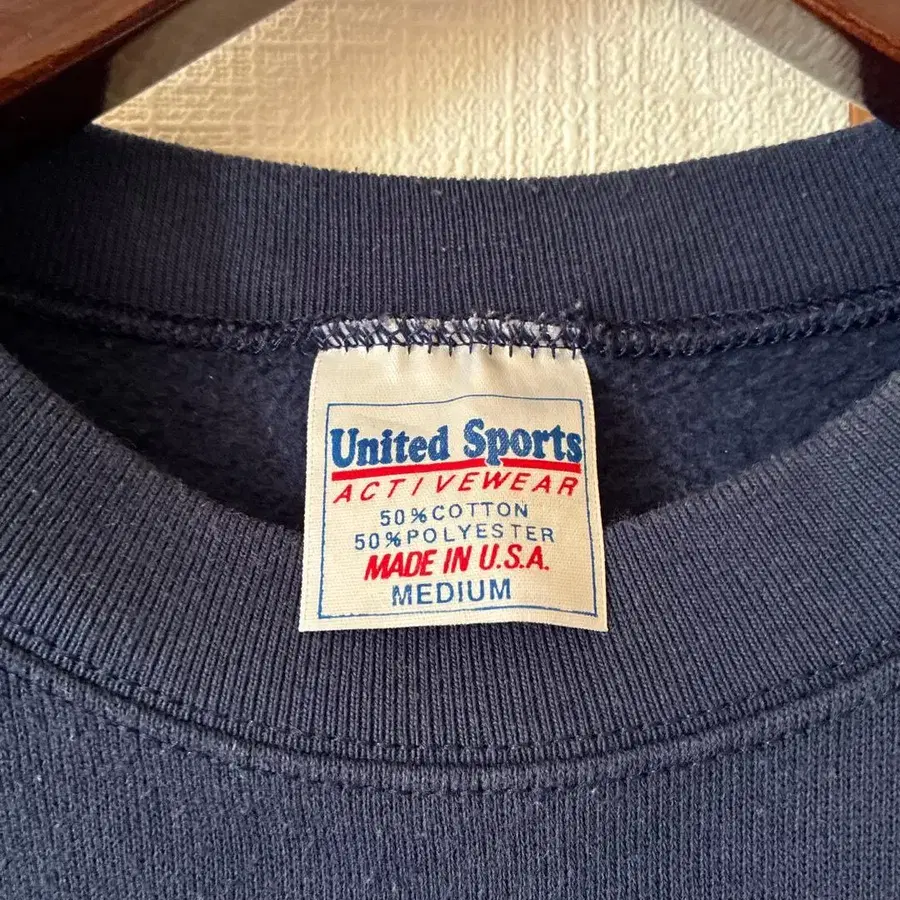 United Sports
ACTIVEWEAR
50%COTTON
50%POLYESTER
MADE IN U.S.A.
MEDIUM